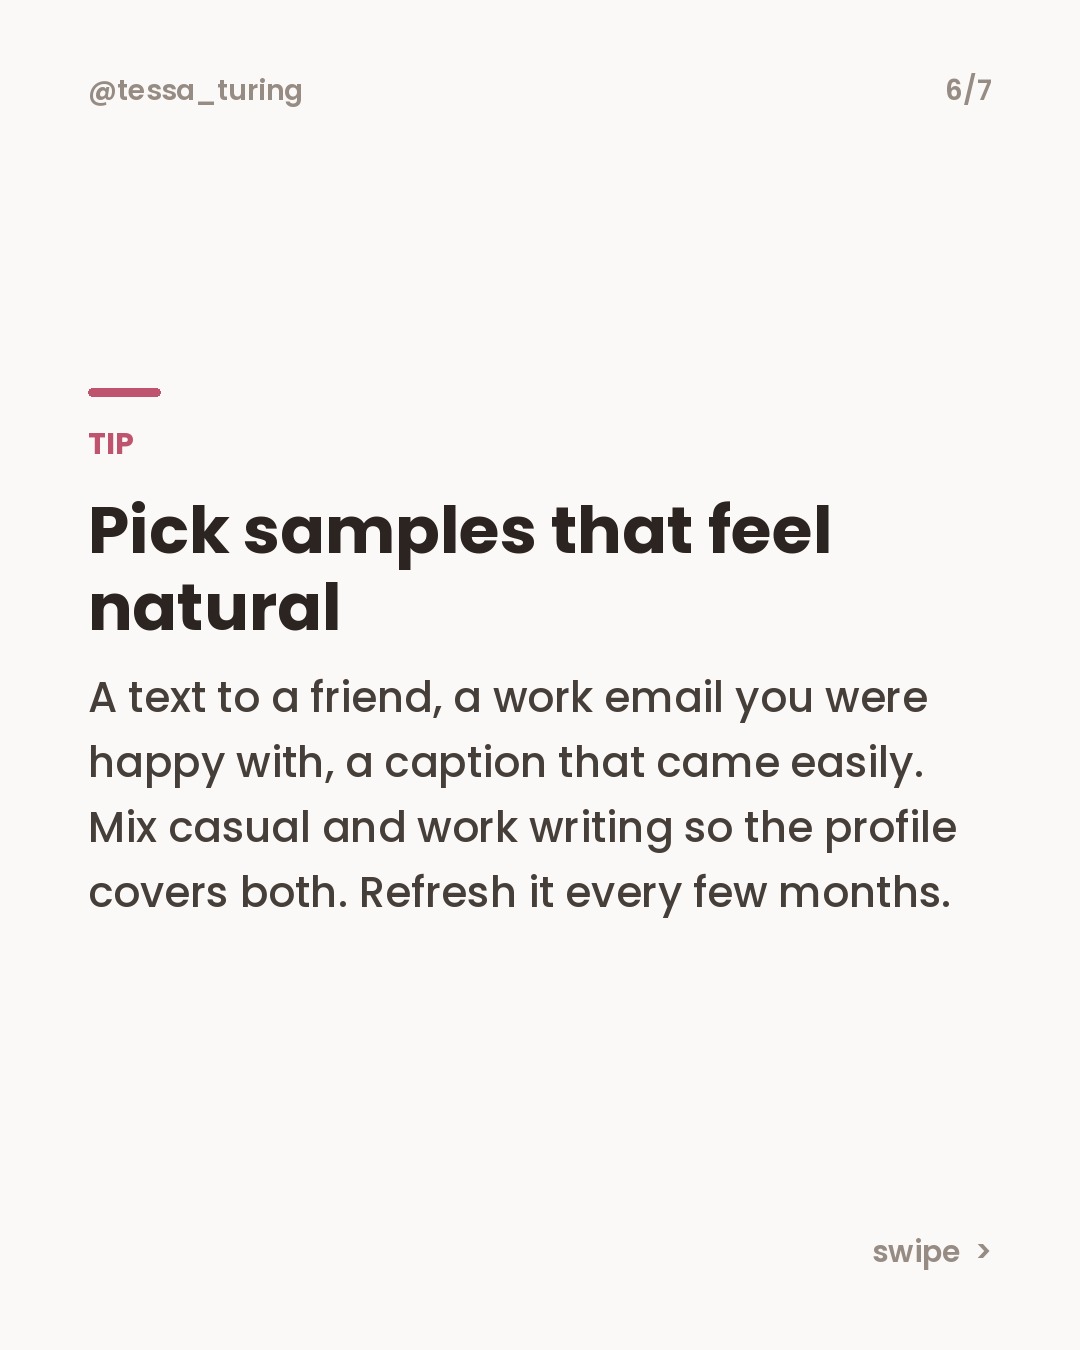 @tessa_turing
6/7
TIP
Pick samples that feel
natural
A text to a friend, a work email you were
happy with, a caption that came easily.
Mix casual and work writing so the profile
covers both. Refresh it every few months.
swipe >